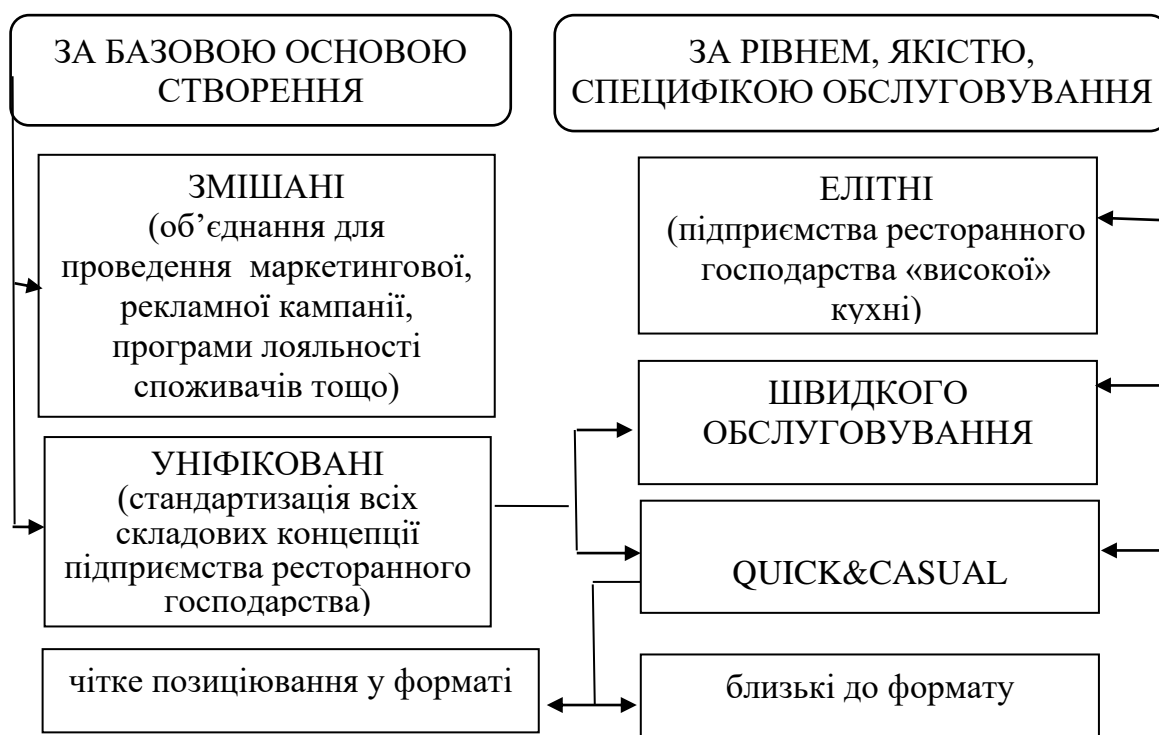 ЗА БАЗОВОЮ ОСНОВОЮ
СТВОРЕННЯ
ЗА РІВНЕМ, ЯКІСТЮ,
СПЕЦИФІКОЮ ОБСЛУГОВУВАННЯ
ЗМІШАНІ
(об’єднання для
проведення маркетингової,
рекламної кампанії,
програми лояльності
споживачів тощо)
ЕЛІТНІ
(підприємства ресторанного
господарства «високої»
кухні)
ШВИДКОГО
ОБСЛУГОВУВАННЯ
УНІФІКОВАНІ
(стандартизація всіх
складових концепції
підприємства ресторанного
господарства)
QUICK&CASUAL
чітке позиціювання у форматі
близькі до формату